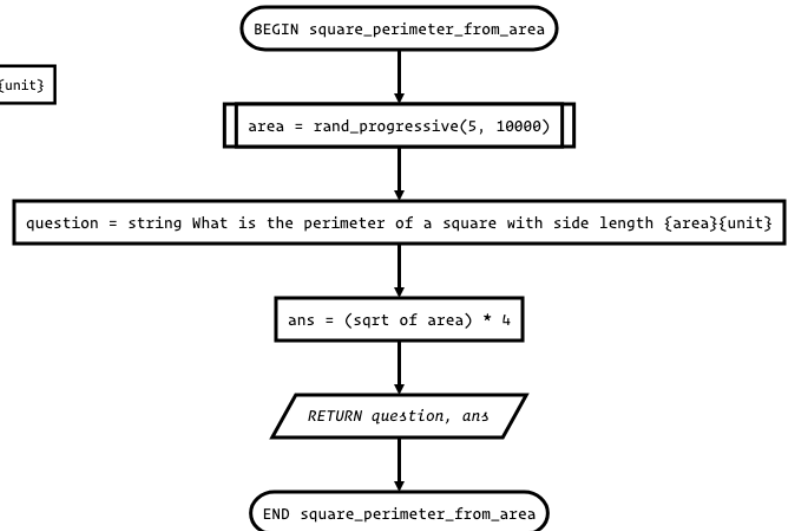 BEGIN square_perimeter_from_area
{unit}
area = rand_progressive(5, 10000)
question = string What is the perimeter of a square with side length {area}{unit}
ans = (sqrt of area) * 4
RETURN question, ans
END square_perimeter_from_area